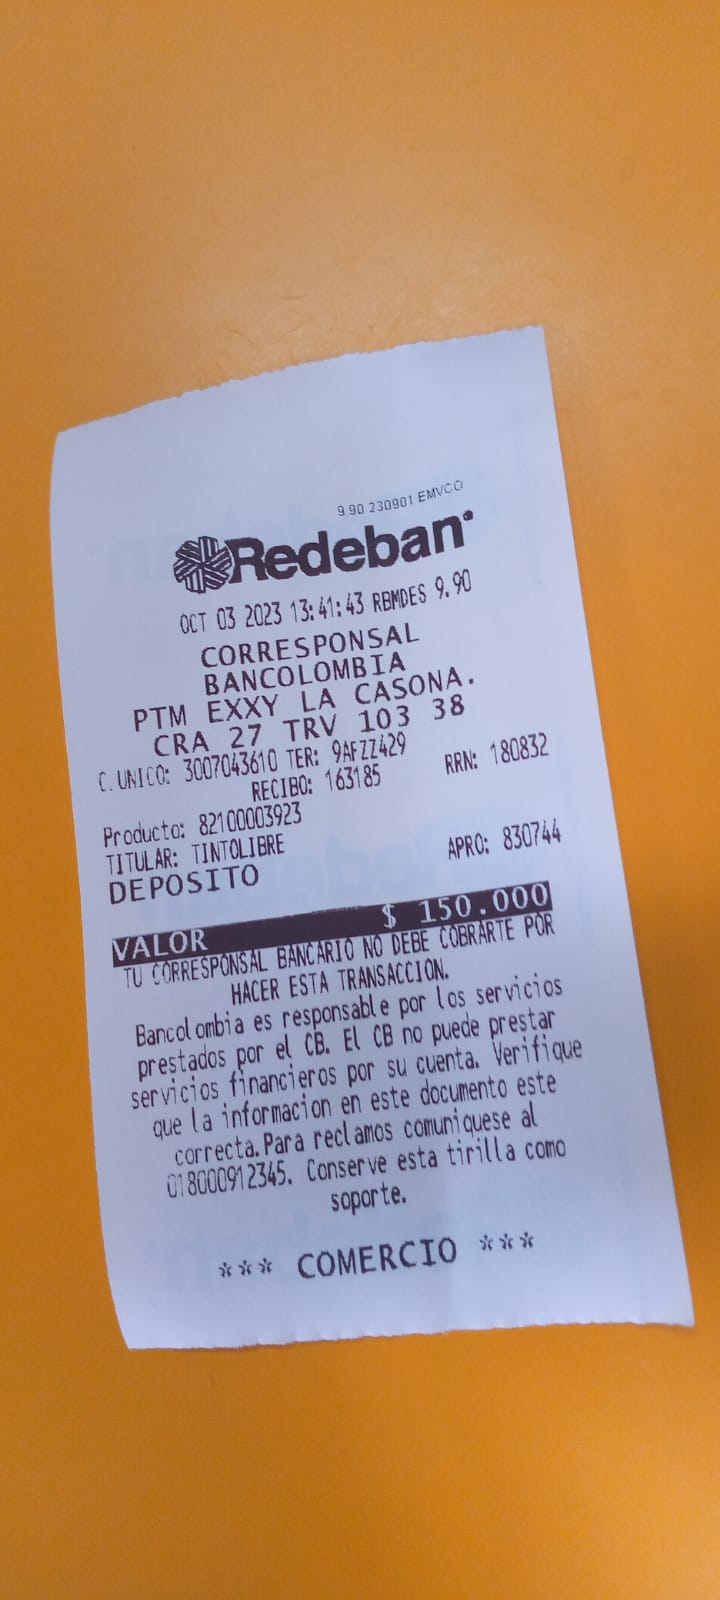 9.90 230901 EMVCO
Redeban
OCT 03 2023 13:41:43 RBMDES 9.90
CORRESPONSAL
BANCOLOMBIA
PTM EXXY LA CASONA.
CRA 27 TRV 103 38
C.UNICO: 3007043610 TER: 9AFZZ429
RECIBO: 163185 RRN: 180832
Producto: 82100003923
TITULAR: TINTOLIBRE
DEPOSITO APRO: 830744
VALOR $ 150.000
TU CORRESPONSAL BANCARIO NO DEBE COBRARTE POR
HACER ESTA TRANSACCION.
Bancolombia es responsable por los servicios
prestados por el CB. El CB no puede prestar
servicios financieros por su cuenta. Verifique
que la informacion en este documento este
correcta.Para reclamos comuniquese al
018000912345. Conserve esta tirilla como
soporte.
*** COMERCIO ***